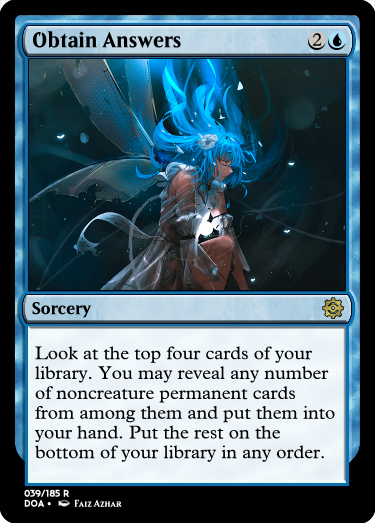 Obtain Answers 2
Sorcery
Look at the top four cards of your
library. You may reveal any number
of noncreature permanent cards
from among them and put them into
your hand. Put the rest on the
bottom of your library in any order.
039/185 R
DOA • Faiz Azhar